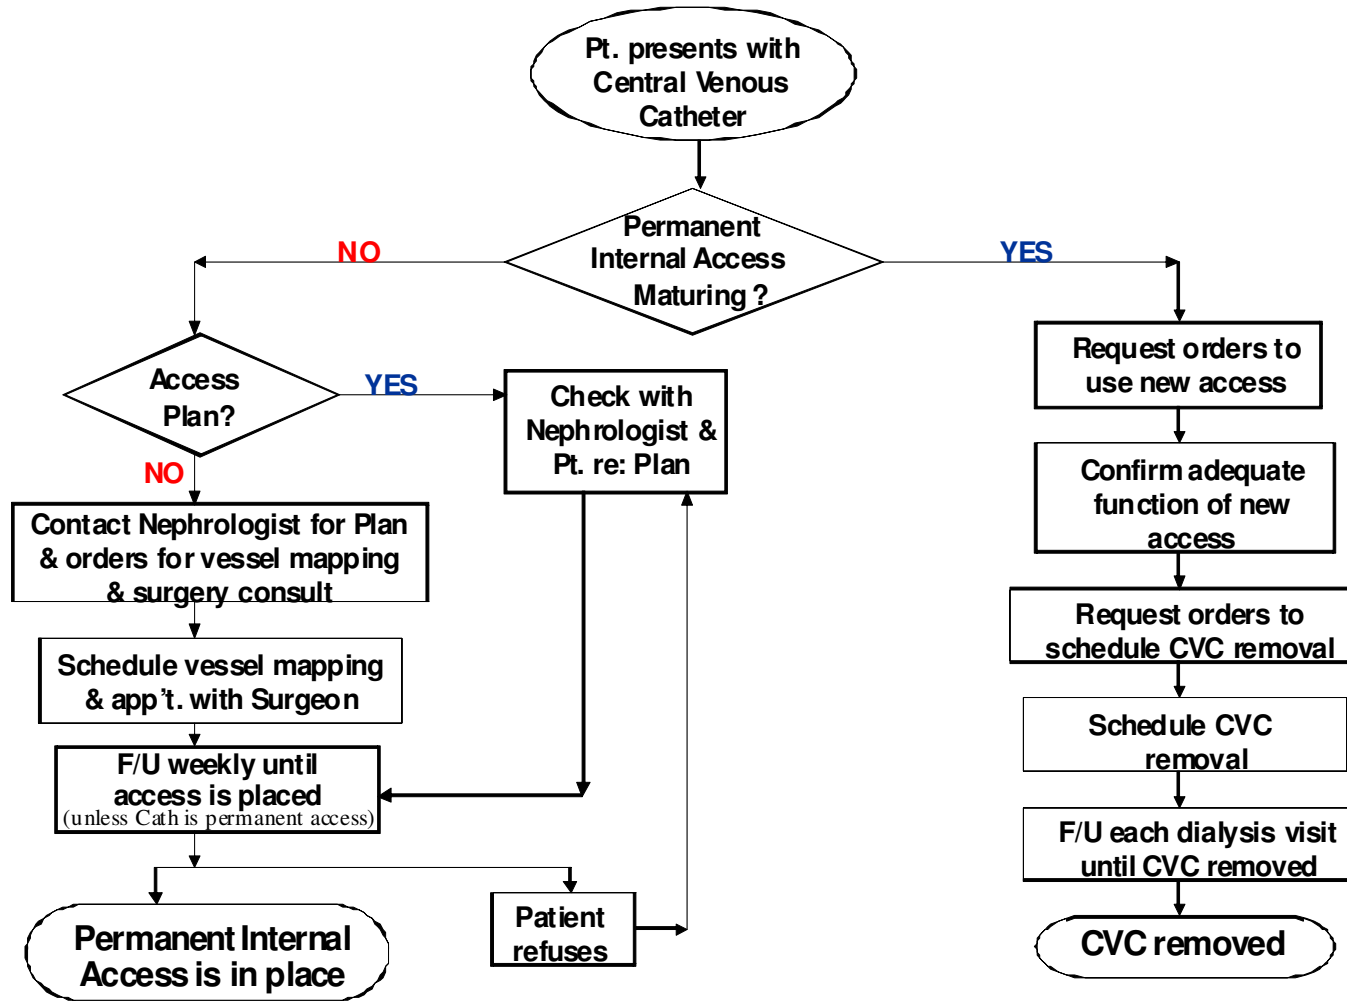 Pt. presents with
Central Venous
Catheter
Permanent
Internal Access
Maturing ?
NO
YES
Access
Plan?
YES
NO
Check with
Nephrologist &
Pt. re: Plan
Contact Nephrologist for Plan
& orders for vessel mapping
& surgery consult
Schedule vessel mapping
& app't. with Surgeon
F/U weekly until
access is placed
(unless Cath is permanent access)
Permanent Internal
Access is in place
Patient
refuses
Request orders to
use new access
Confirm adequate
function of new
access
Request orders to
schedule CVC removal
Schedule CVC
removal
F/U each dialysis visit
until CVC removed
CVC removed